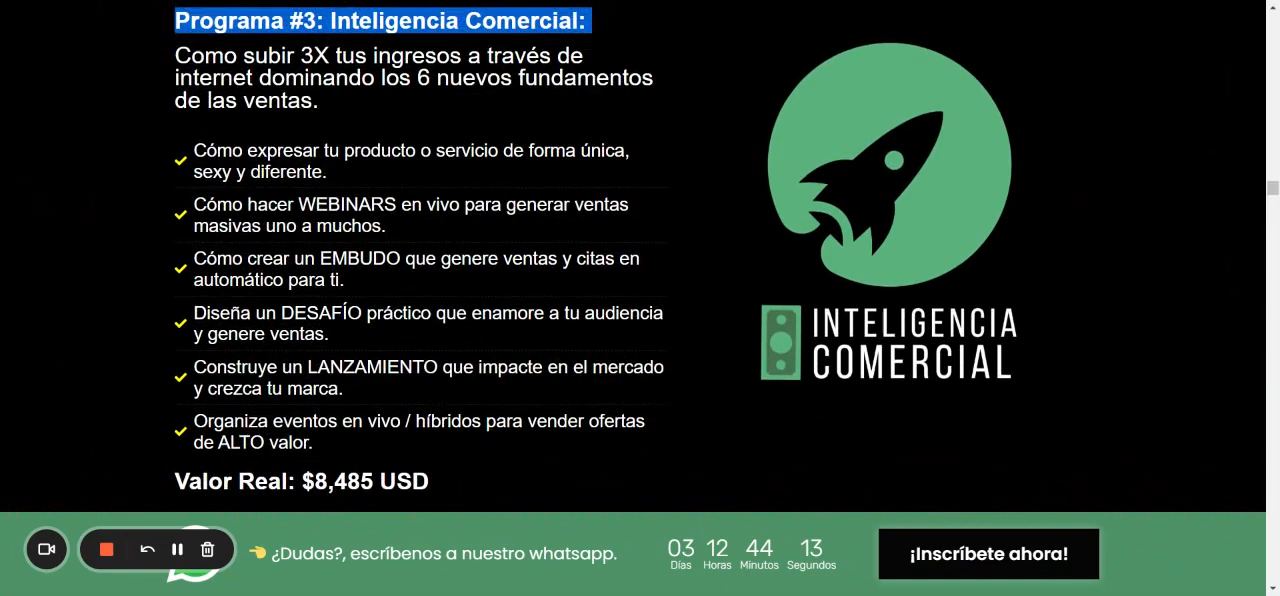 Programa #3: Inteligencia Comercial:
Como subir 3X tus ingresos a través de
internet dominando los 6 nuevos fundamentos
de las ventas.
Cómo expresar tu producto o servicio de forma única,
sexy y diferente.
Cómo hacer WEBINARS en vivo para generar ventas
masivas uno a muchos.
Cómo crear un EMBUDO que genere ventas y citas en
automático para ti.
Diseña un DESAFÍO práctico que enamore a tu audiencia
y genere ventas.
Construye un LANZAMIENTO que impacte en el mercado
y crezca tu marca.
Organiza eventos en vivo / híbridos para vender ofertas
de ALTO valor.
Valor Real: $8,485 USD
INTELIGENCIA
COMERCIAL
¿Dudas?, escríbenos a nuestro whatsapp.
03 12 44 13
Días Horas Minutos Segundos
¡Inscríbete ahora!